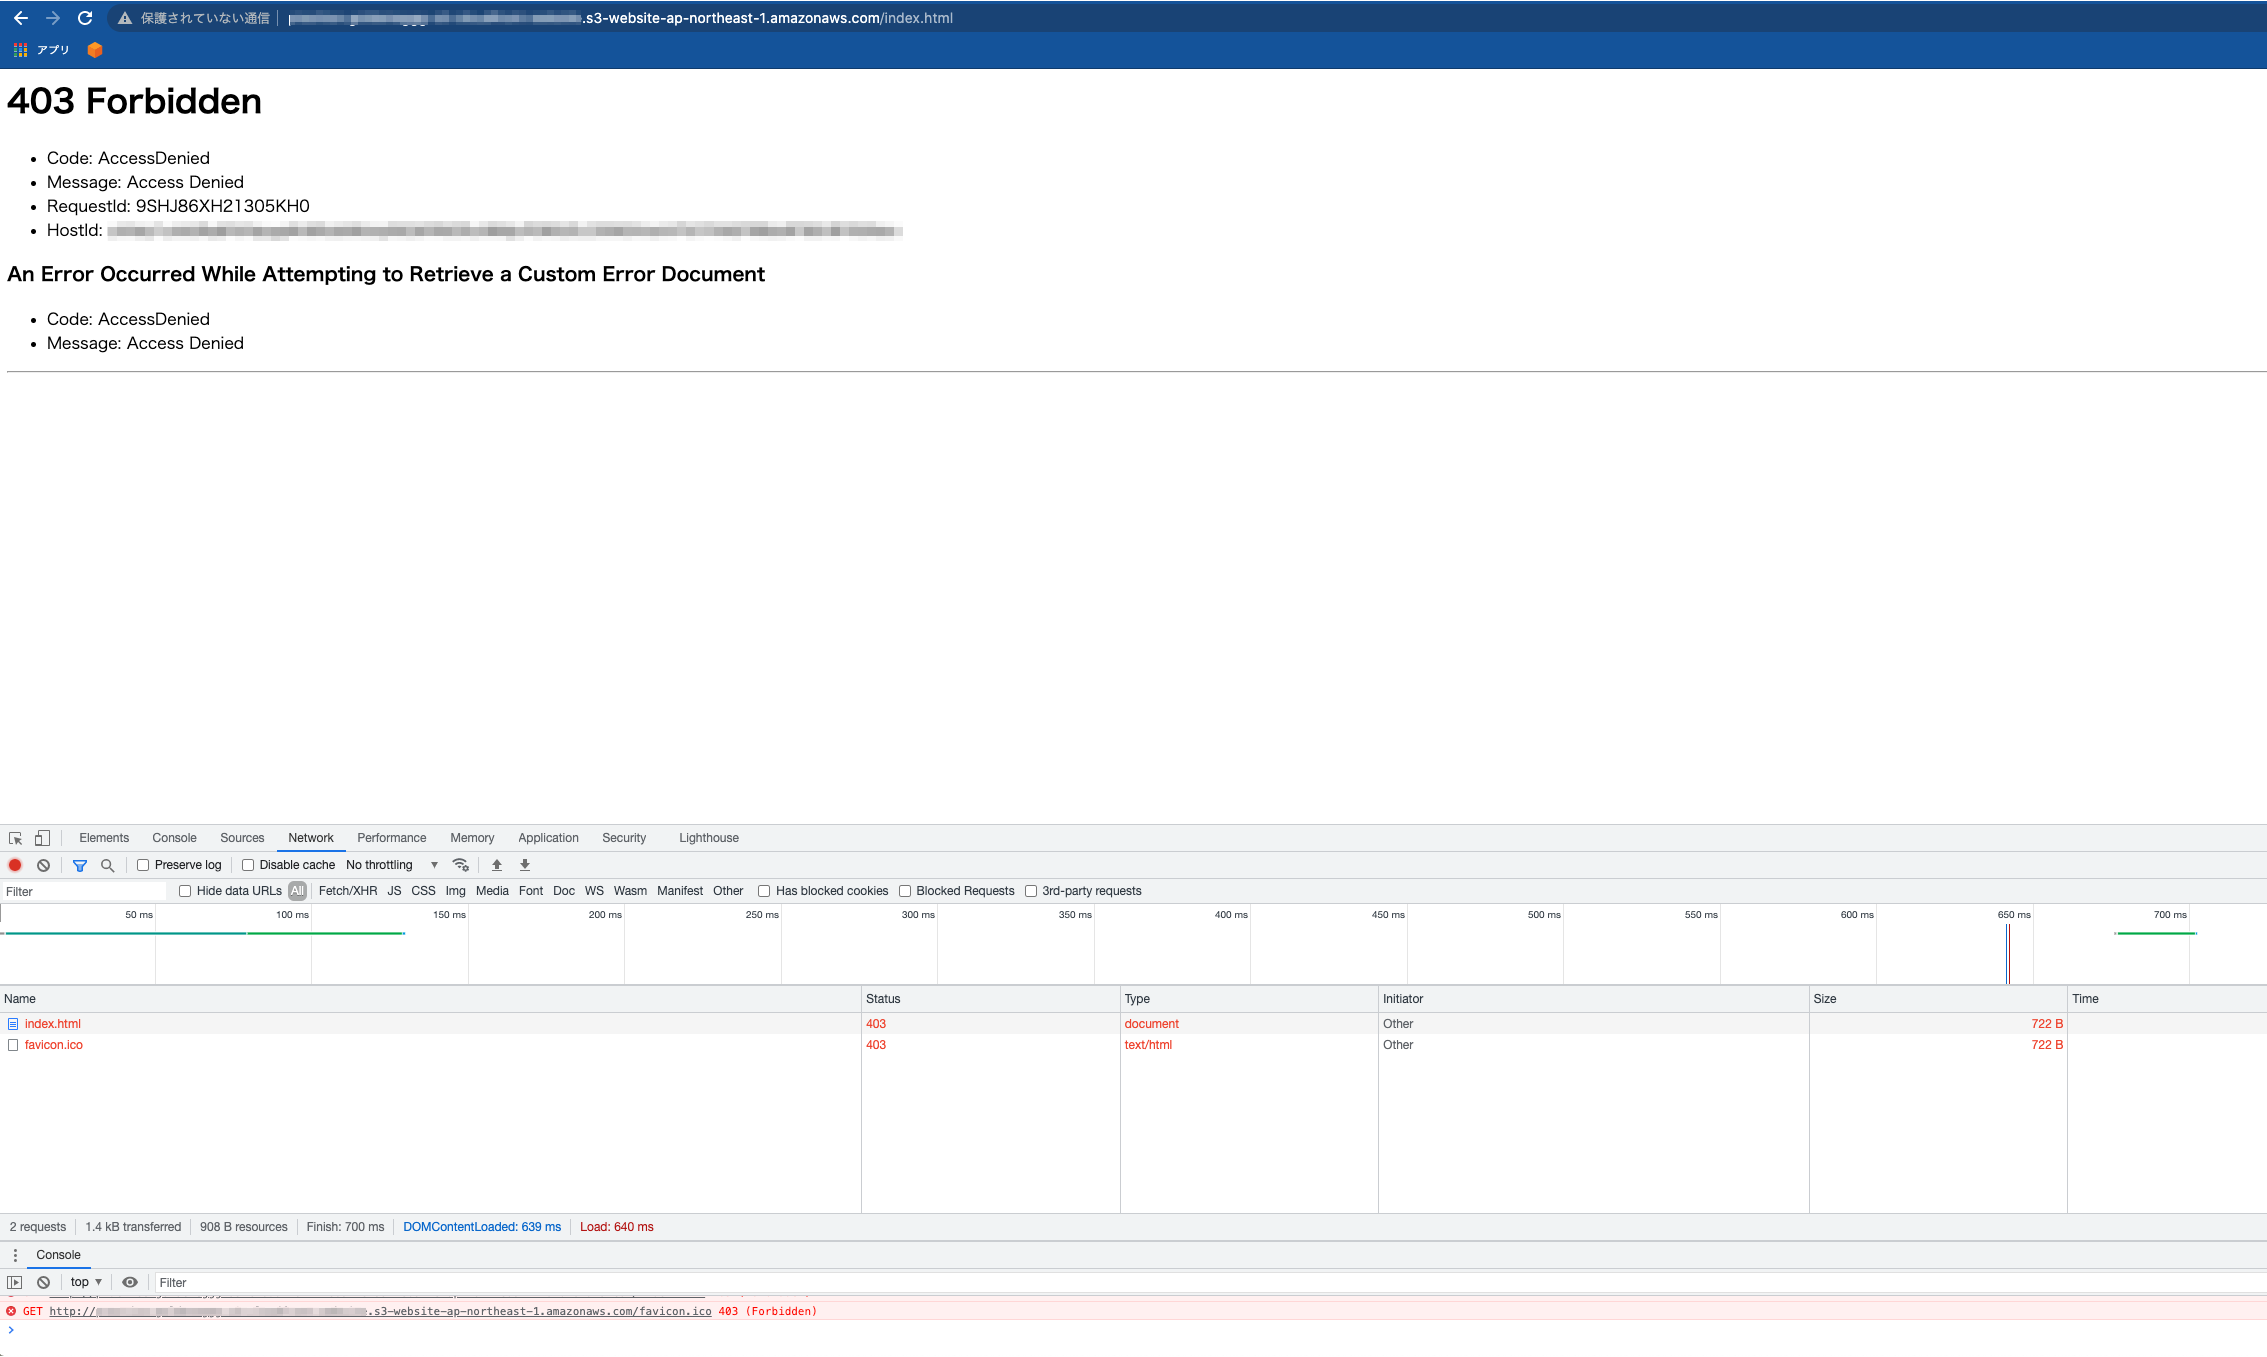 保護されていない通信 .s3-website-ap-northeast-1.amazonaws.com/index.html
アプリ
403 Forbidden
• Code: AccessDenied
• Message: Access Denied
• RequestId: 9SHJ86XH21305KH0
• HostId:
An Error Occurred While Attempting to Retrieve a Custom Error Document
• Code: AccessDenied
• Message: Access Denied
Elements Console Sources Network Performance Memory Application Security Lighthouse
Preserve log Disable cache No throttling
Filter Hide data URLs All Fetch/XHR JS CSS Img Media Font Doc WS Wasm Manifest Other Has blocked cookies Blocked Requests 3rd-party requests
50 ms 100 ms 150 ms 200 ms 250 ms 300 ms 350 ms 400 ms 450 ms 500 ms 550 ms 600 ms 650 ms 700 ms
Name Status Type Initiator Size Time
index.html 403 document Other 722 B
favicon.ico 403 text/html Other 722 B
2 requests 1.4 kB transferred 908 B resources Finish: 700 ms DOMContentLoaded: 639 ms Load: 640 ms
Console
top Filter
GET http:// .s3-website-ap-northeast-1.amazonaws.com/favicon.ico 403 (Forbidden)